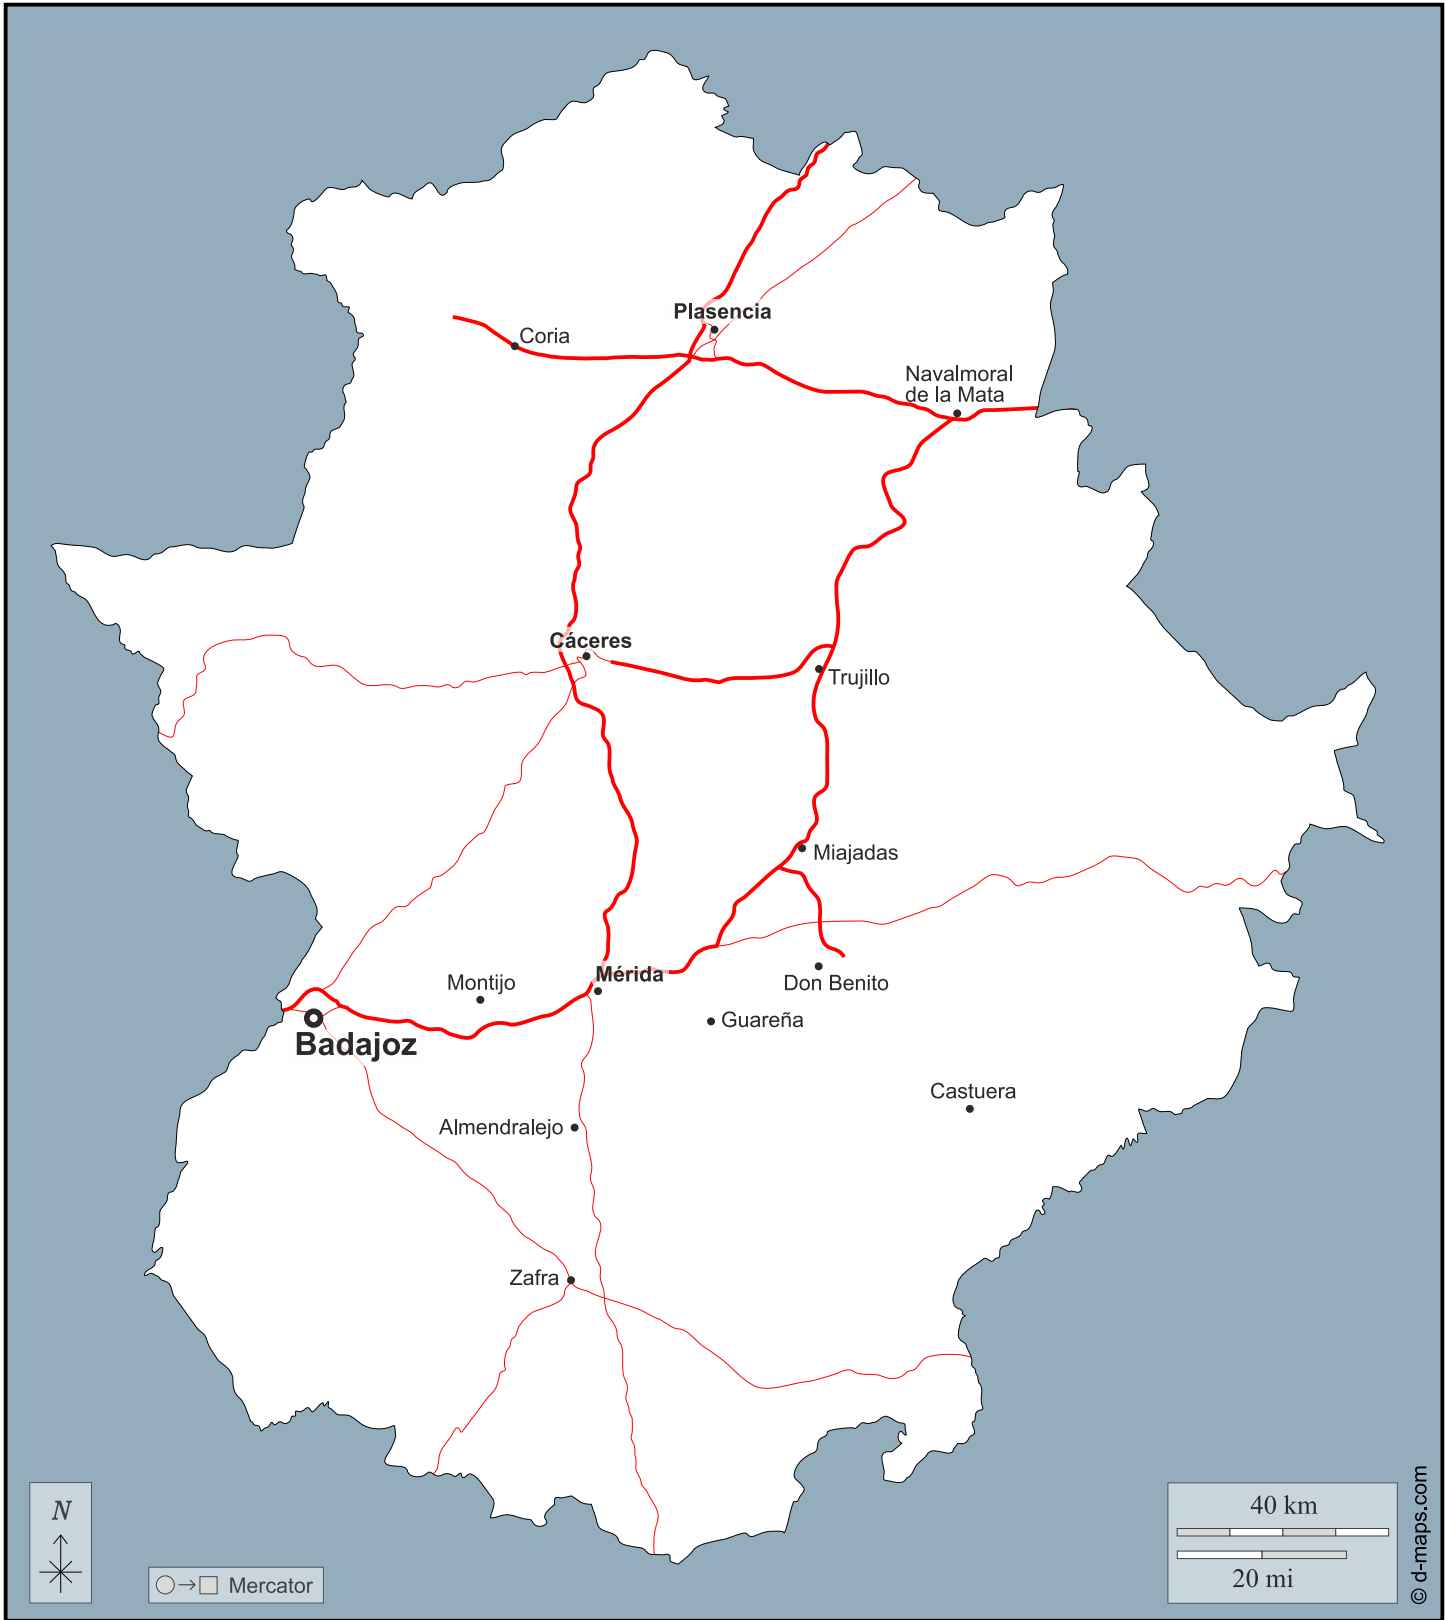 Plasencia
Coria
Navalmoral
de la Mata
Cáceres
Trujillo
Miajadas
Mérida
Montijo
Don Benito
Guareña
Badajoz
Castuera
Almendralejo
Zafra
N
Mercator
40 km
20 mi
© d-maps.com